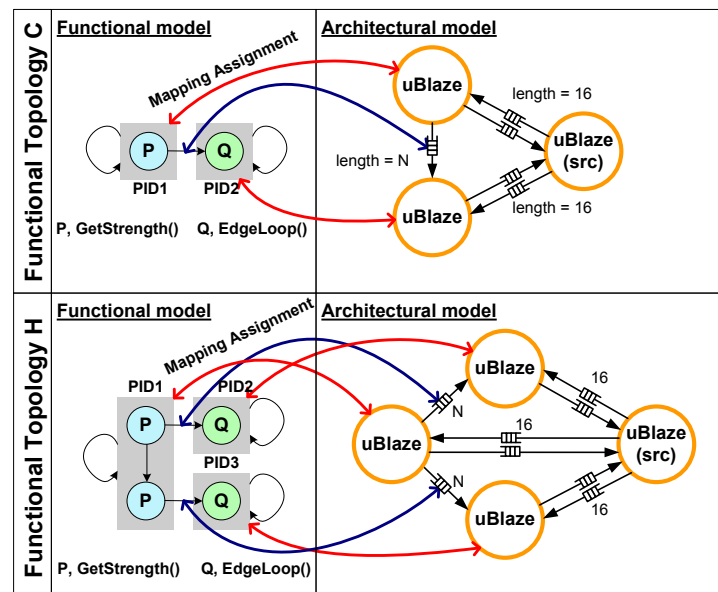 Functional Topology C
Functional model
Architectural model
Mapping Assignment
P
Q
PID1
PID2
P, GetStrength()
Q, EdgeLoop()
uBlaze
length = 16
uBlaze
(src)
length = N
uBlaze
length = 16
Functional Topology H
Functional model
Architectural model
Mapping Assignment
PID1
PID2
P
Q
PID3
P
Q
P, GetStrength()
Q, EdgeLoop()
uBlaze
16
N
16
uBlaze
uBlaze
(src)
N
16
uBlaze